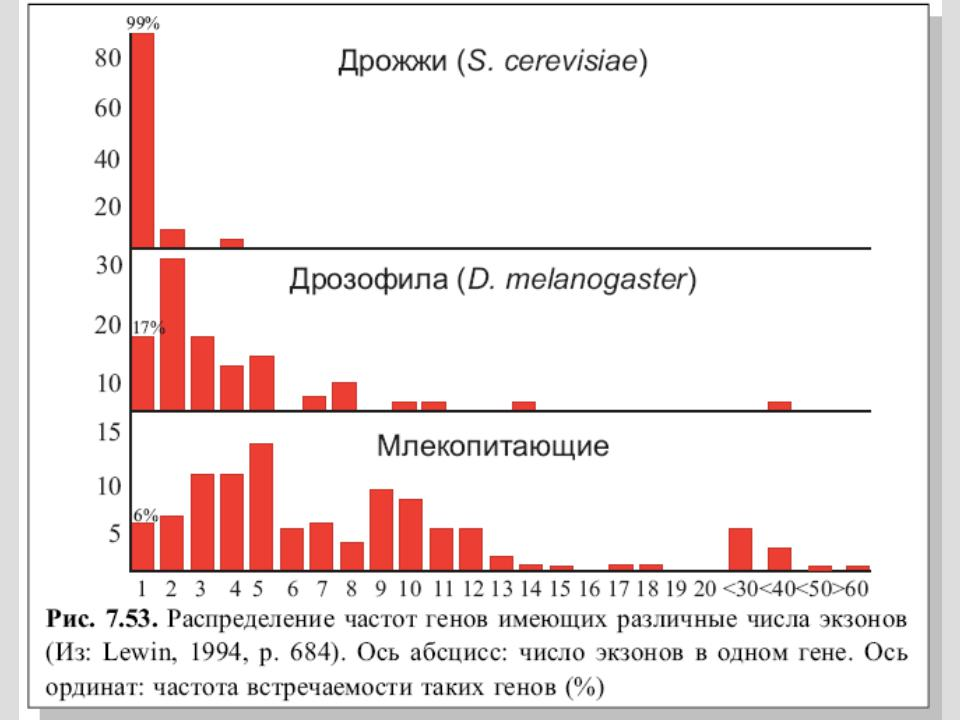 99%
80
Дрожжи (S. cerevisiae)
60
40
20
30
Дрозофила (D. melanogaster)
20
17%
10
15
Млекопитающие
10
6%
5
1 2 3 4 5 6 7 8 9 10 11 12 13 14 15 16 17 18 19 20 <30 <40 <50 >60
Рис. 7.53. Распределение частот генов имеющих различные числа экзонов
(Из: Lewin, 1994, p. 684). Ось абсцисс: число экзонов в одном гене. Ось
ординат: частота встречаемости таких генов (%)